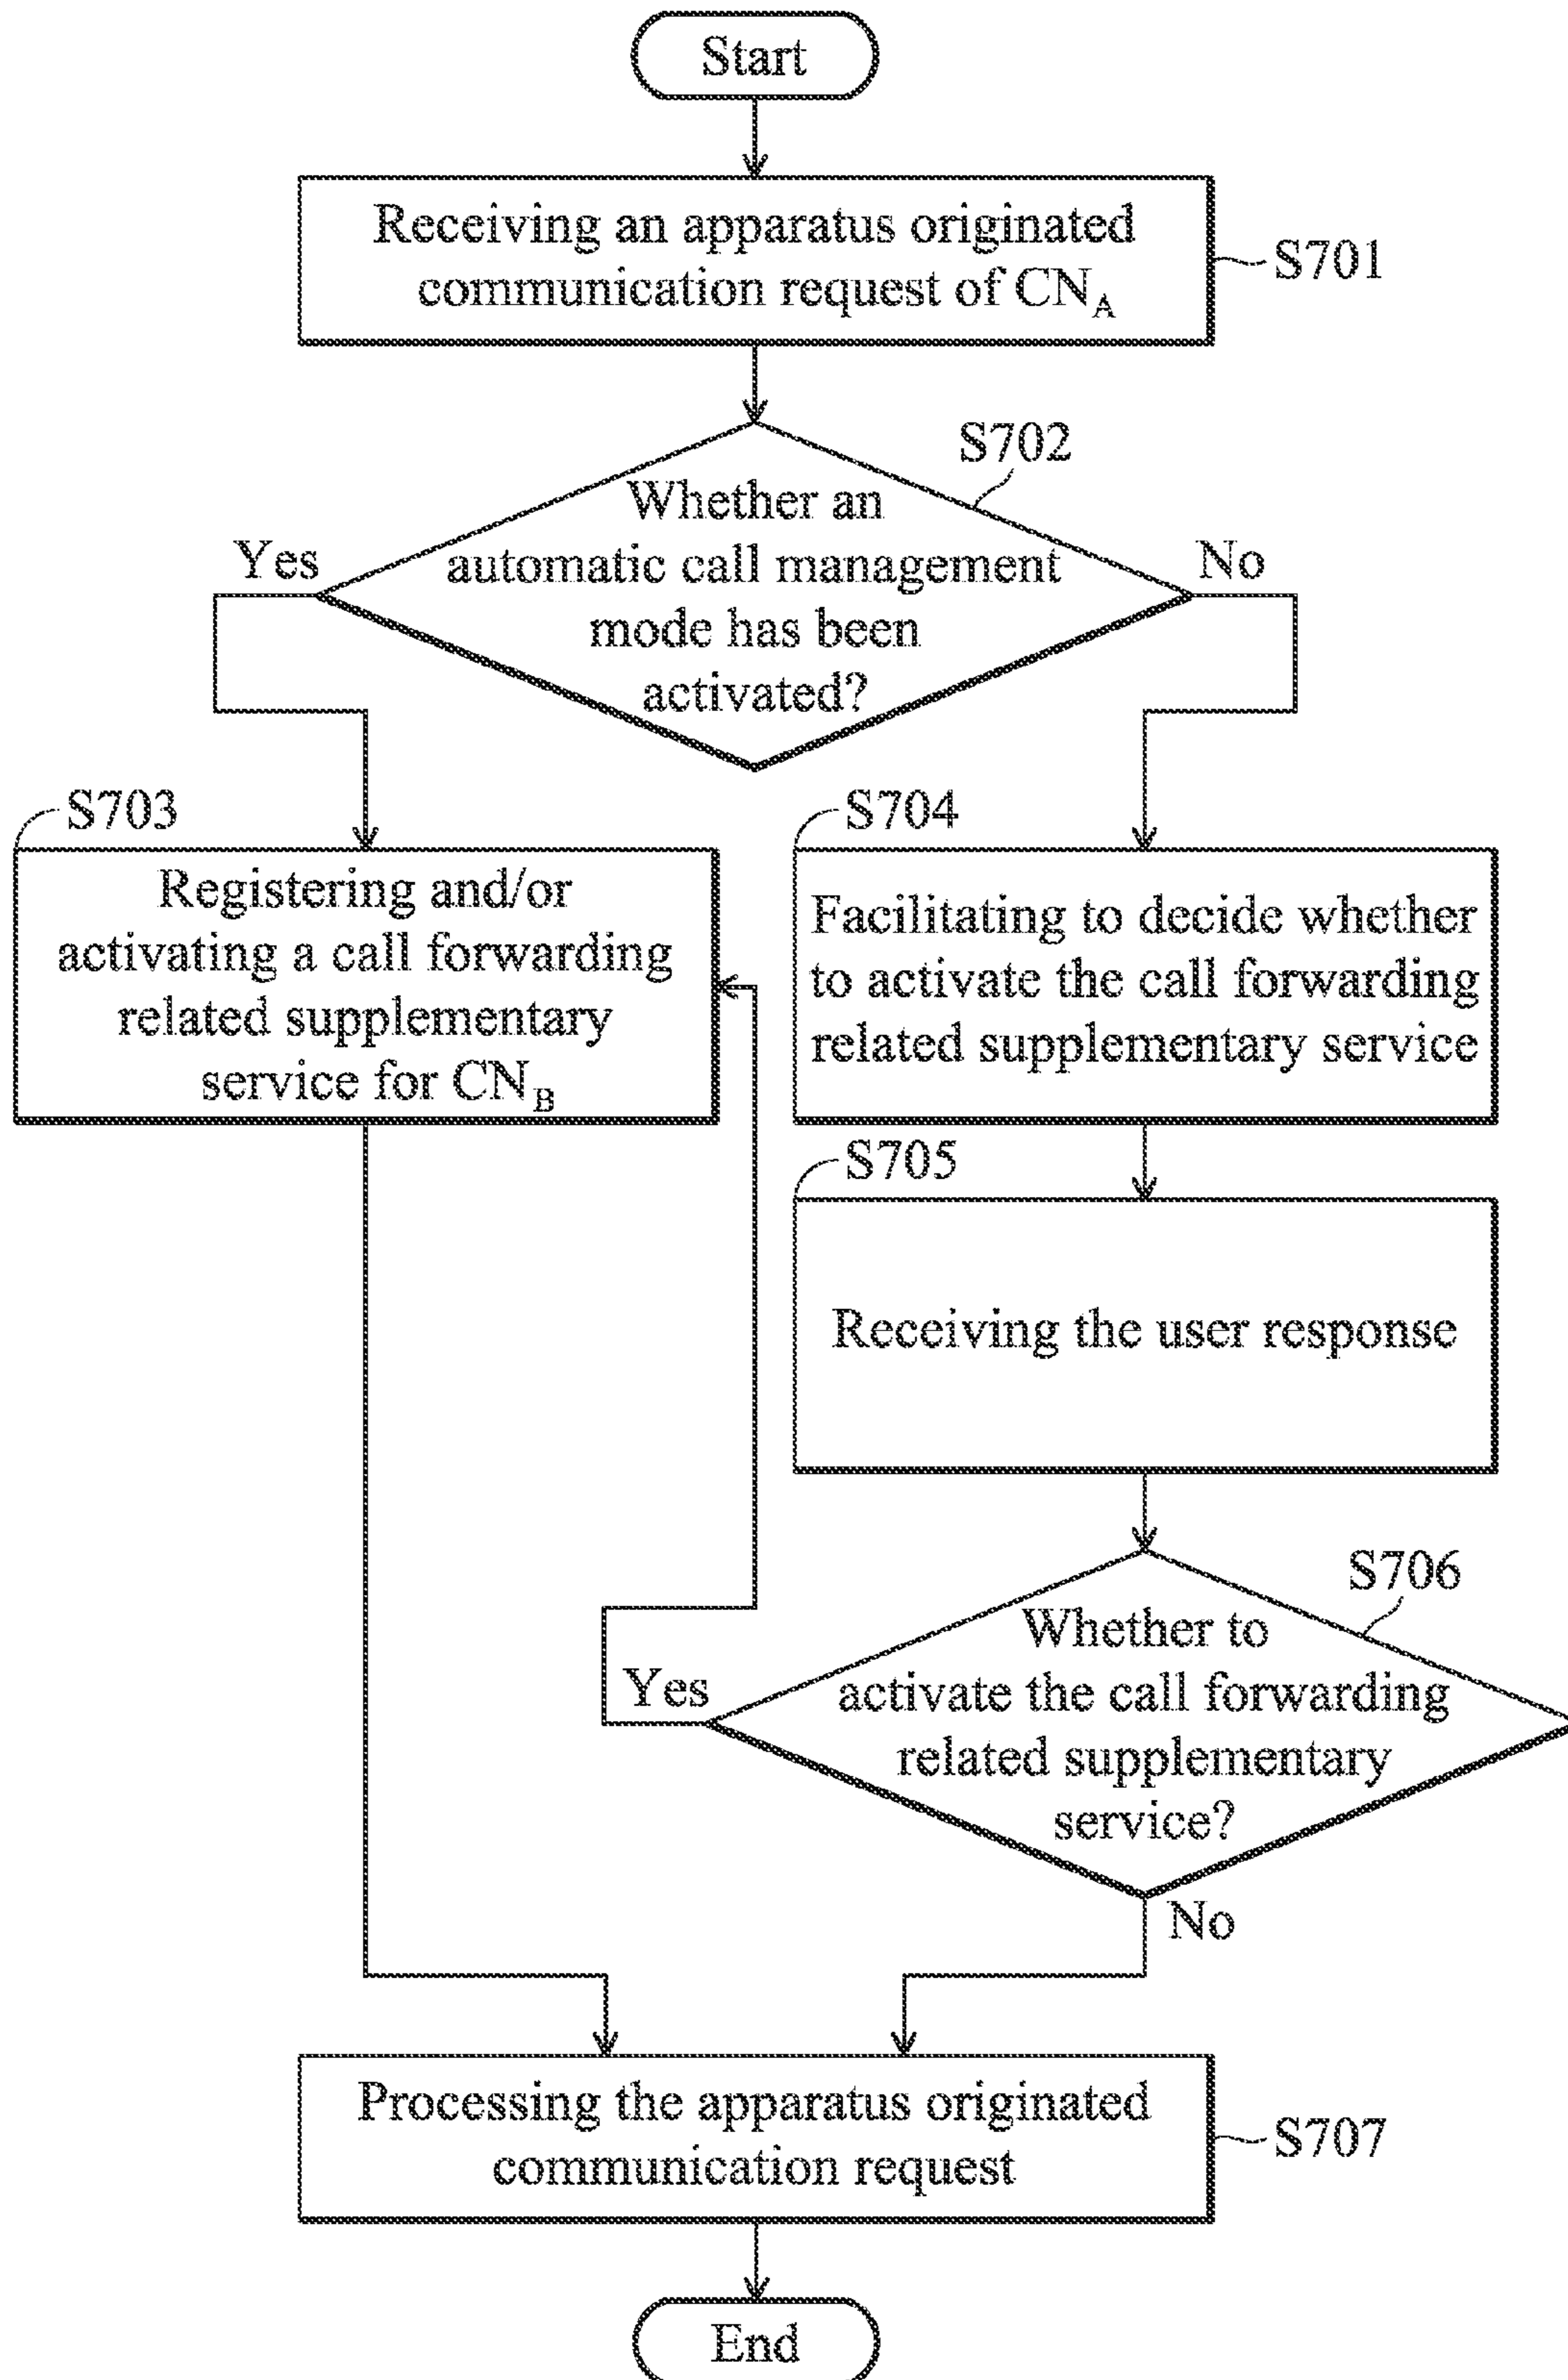 Start
Receiving an apparatus originated
communication request of CN_A
S701
S702
Whether an
automatic call management
mode has been
activated?
Yes
No
S703
Registering and/or
activating a call forwarding
related supplementary
service for CN_B
S704
Facilitating to decide whether
to activate the call forwarding
related supplementary service
S705
Receiving the user response
S706
Whether to
activate the call forwarding
related supplementary
service?
Yes
No
Processing the apparatus originated
communication request
S707
End